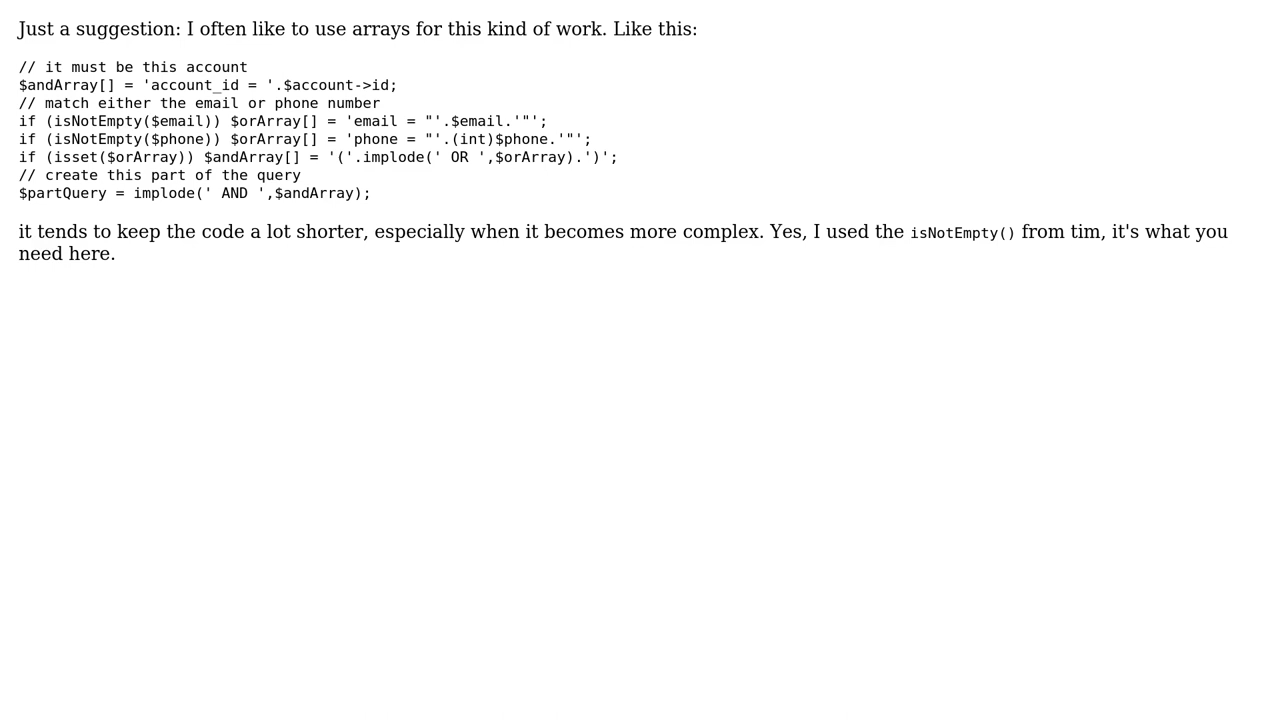 Just a suggestion: I often like to use arrays for this kind of work. Like this:
// it must be this account
$andArray[] = 'account_id = '.$account->id;
// match either the email or phone number
if (isNotEmpty($email)) $orArray[] = 'email = "'.$email.'"';
if (isNotEmpty($phone)) $orArray[] = 'phone = "'.(int)$phone.'"';
if (isset($orArray)) $andArray[] = '('.implode(' OR ',$orArray).')';
// create this part of the query
$partQuery = implode(' AND ',$andArray);
it tends to keep the code a lot shorter, especially when it becomes more complex. Yes, I used the isNotEmpty() from tim, it's what you
need here.